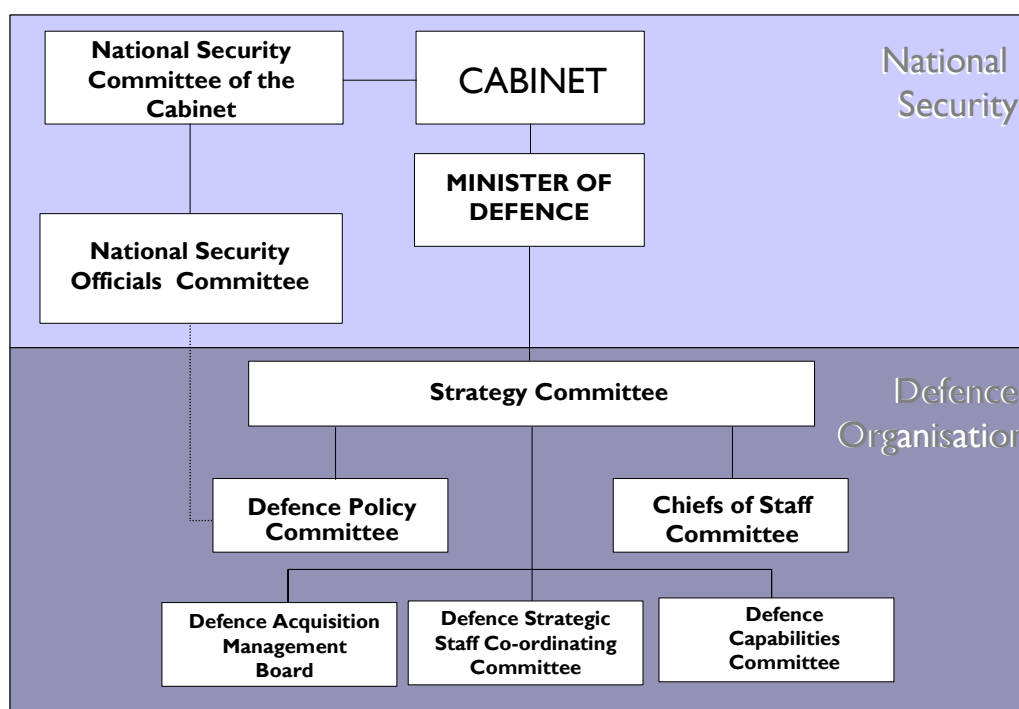 National Security
Committee of the
Cabinet
CABINET
National
Security
MINISTER OF
DEFENCE
National Security
Officials Committee
Strategy Committee
Defence
Organisation
Defence Policy
Committee
Chiefs of Staff
Committee
Defence Acquisition
Management
Board
Defence Strategic
Staff Co-ordinating
Committee
Defence
Capabilities
Committee